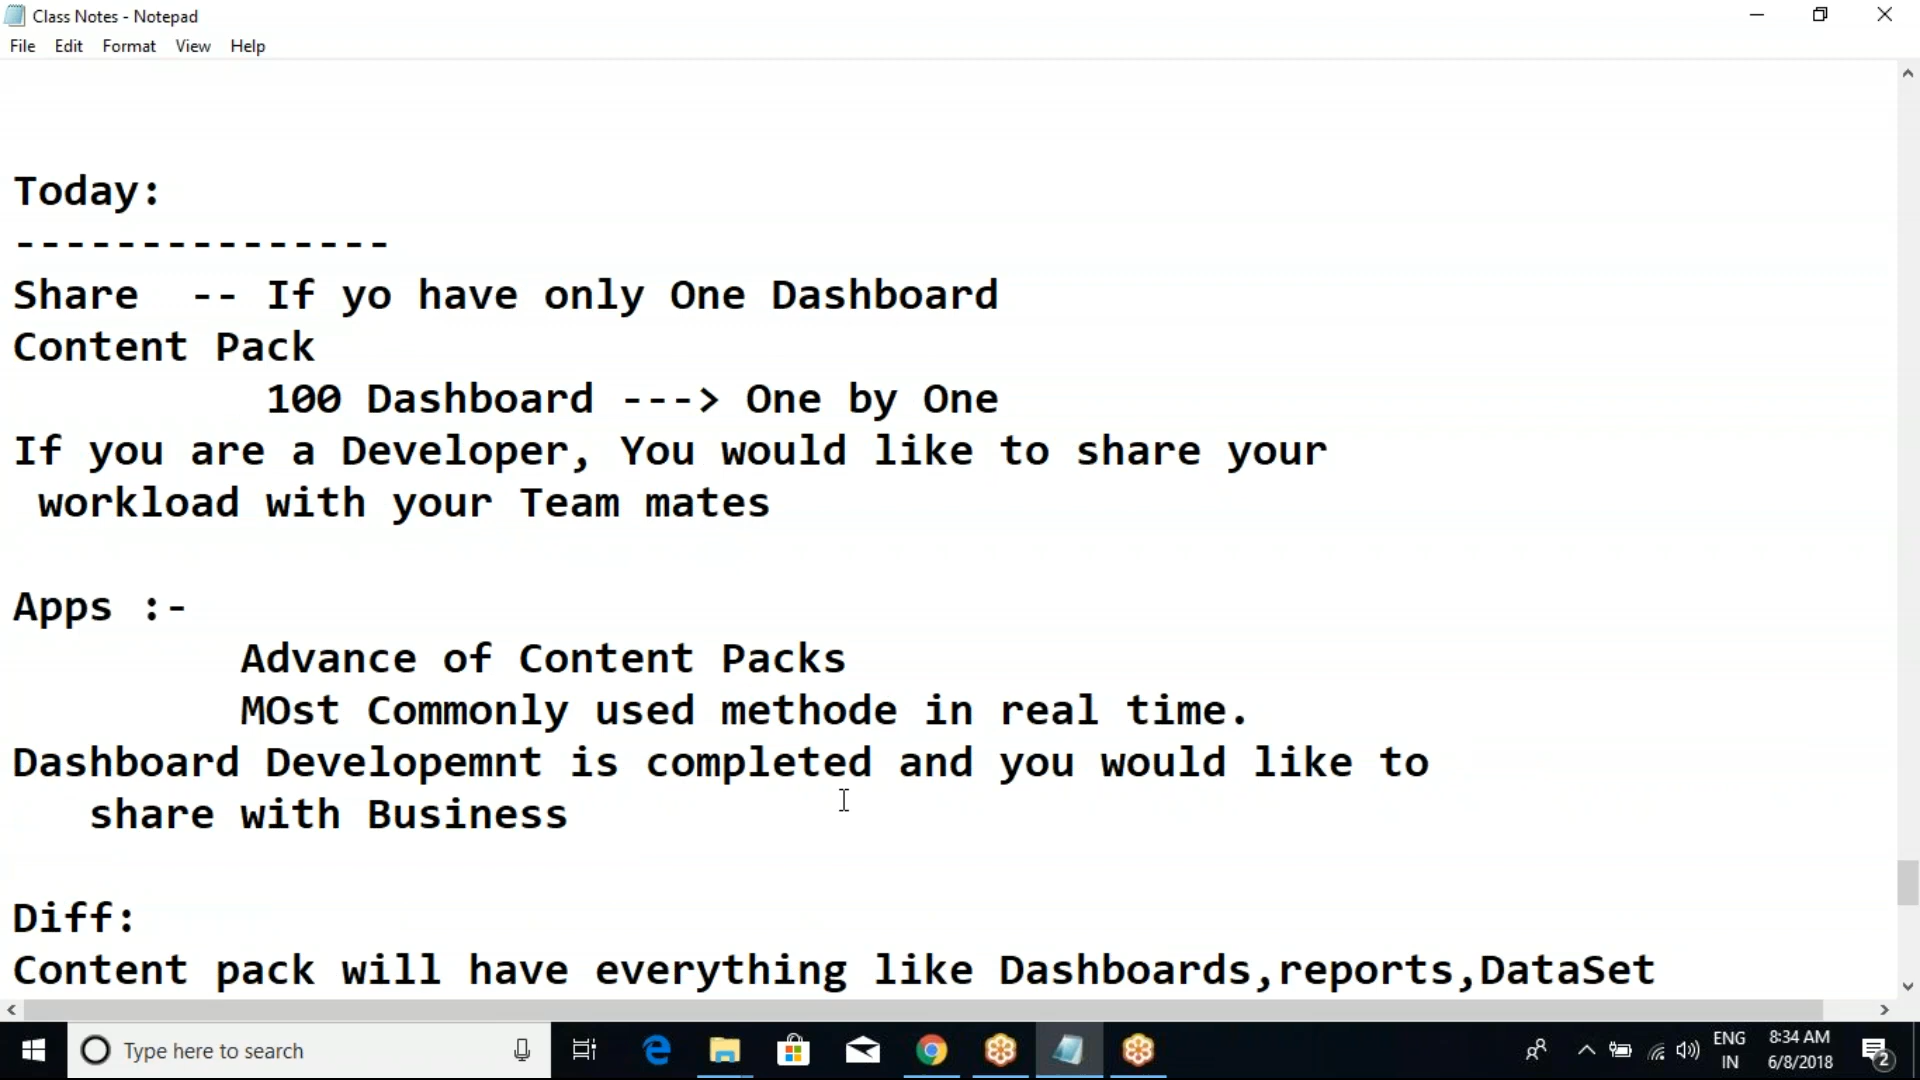 Class Notes - Notepad
File Edit Format View Help
Today:
---------------
Share  -- If yo have only One Dashboard
Content Pack
100 Dashboard ---> One by One
If you are a Developer, You would like to share your
workload with your Team mates
Apps :-
Advance of Content Packs
MOst Commonly used methode in real time.
Dashboard Developemnt is completed and you would like to
share with Business
Diff:
Content pack will have everything like Dashboards,reports,DataSet
Type here to search
ENG 8:34 AM
IN 6/8/2018 2